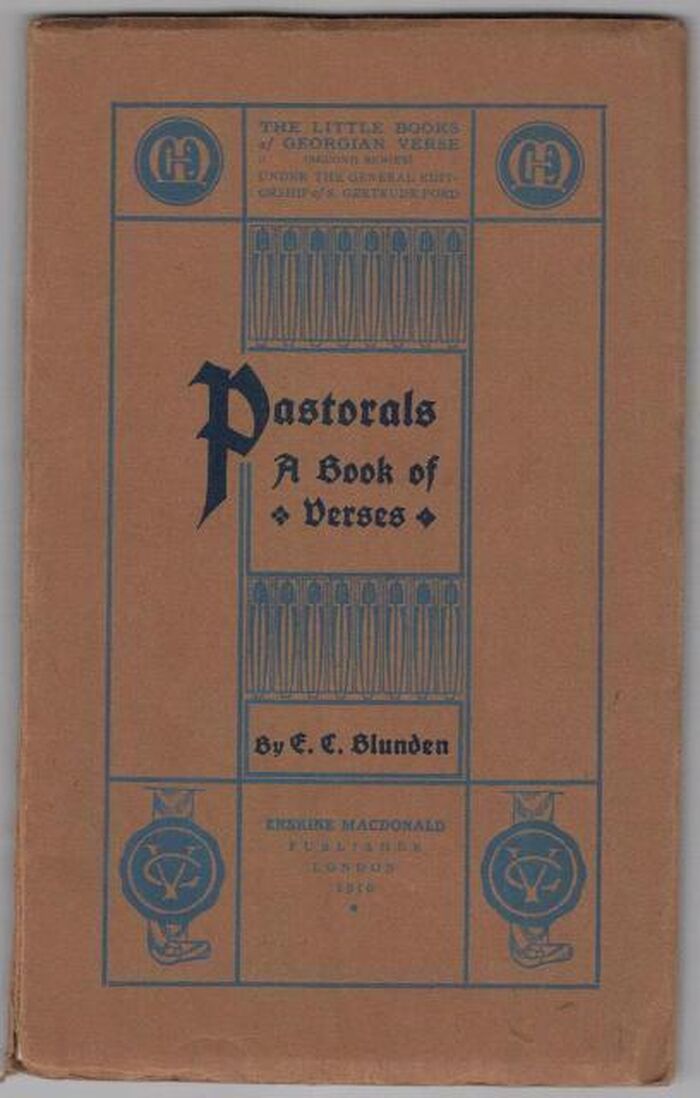 THE LITTLE BOOKS
of GEORGIAN VERSE
(SECOND SERIES)
UNDER THE GENERAL EDIT-
ORSHIP of S. GERTRUDE FORD
Pastorals
A Book of
Verses
By E. C. Blunden
ERSKINE MACDONALD
PUBLISHER
LONDON
1916